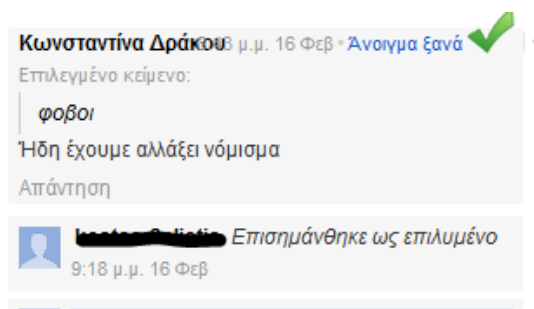 Κωνσταντίνα Δράκου μ.μ. 16 Φεβ • Άνοιγμα ξανά
Επιλεγμένο κείμενο:
φοβοι
Ήδη έχουμε αλλάξει νόμισμα
Απάντηση
Επισημάνθηκε ως επιλυμένο
9:18 μ.μ. 16 Φεβ